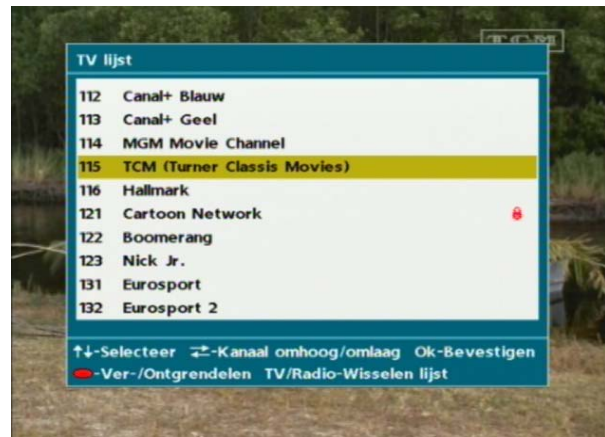 TCM
TV lijst
112 Canal+ Blauw
113 Canal+ Geel
114 MGM Movie Channel
115 TCM (Turner Classis Movies)
116 Hallmark
121 Cartoon Network
122 Boomerang
123 Nick Jr.
131 Eurosport
132 Eurosport 2
↑↓-Selecteer ⇄-Kanaal omhoog/omlaag Ok-Bevestigen
-Ver-/Ontgrendelen TV/Radio-Wisselen lijst